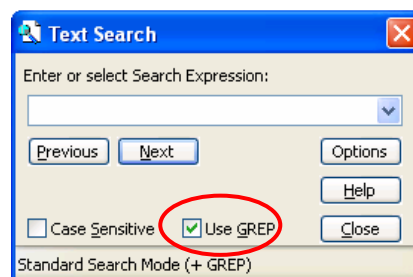 Text Search
Enter or select Search Expression:
Previous Next Options
Help
Case Sensitive Use GREP Close
Standard Search Mode (+ GREP)